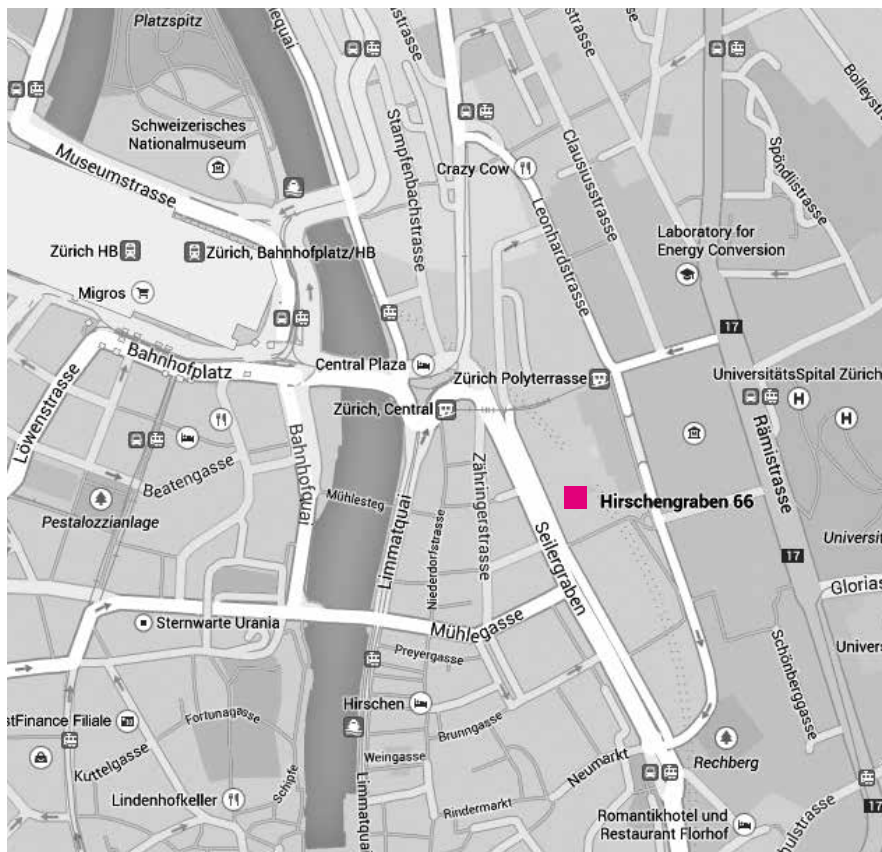 Platzspitz
nequai
Bolleystr
Schweizerisches
Nationalmuseum
Stampfenbachstrasse
Clausiusstrasse
Spöndlistrasse
Museumstrasse
Crazy Cow
Leonhardstrasse
Laboratory for
Energy Conversion
Zürich HB
Zürich, Bahnhofplatz/HB
Migros
17
Bahnhofplatz
Central Plaza
Zürich Polyterrasse
UniversitätsSpital Zürich
H
H
Löwenstrasse
Zürich, Central
Rämistrasse
Bahnhofquai
Beatengasse
Zähringerstrasse
Mühlesteg
Hirschengraben 66
Pestalozzianlage
Limmatquai
Niederdorfstrasse
Seilergraben
Universit
17
Glorias
Sternwarte Urania
Mühlegasse
Preyergasse
Schönberggasse
Univers
Hirschen
stFinance Filiale
Fortunagasse
Brunngasse
Kuttelgasse
Weingasse
Neumarkt
Rechberg
Schipfe
Lindenhofkeller
Limmatquai
Rindermarkt
Romantikhotel und
Restaurant Florhof
hulstrasse
17